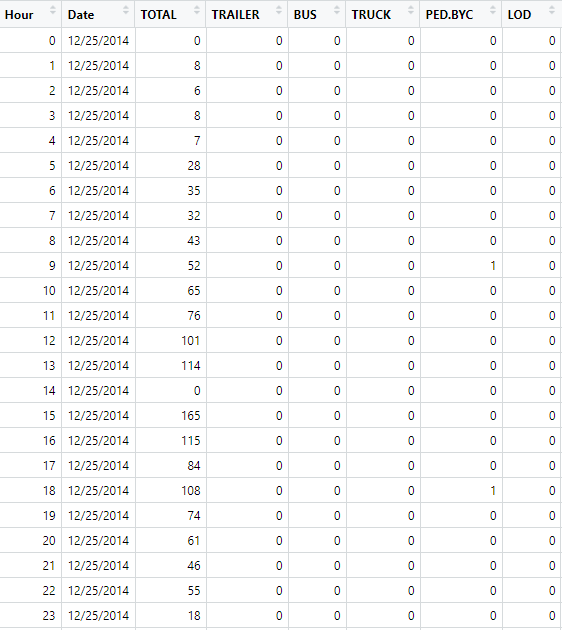 Hour Date TOTAL TRAILER BUS TRUCK PED.BYC LOD
0 12/25/2014 0 0 0 0 0 0
1 12/25/2014 8 0 0 0 0 0
2 12/25/2014 6 0 0 0 0 0
3 12/25/2014 8 0 0 0 0 0
4 12/25/2014 7 0 0 0 0 0
5 12/25/2014 28 0 0 0 0 0
6 12/25/2014 35 0 0 0 0 0
7 12/25/2014 32 0 0 0 0 0
8 12/25/2014 43 0 0 0 0 0
9 12/25/2014 52 0 0 0 1 0
10 12/25/2014 65 0 0 0 0 0
11 12/25/2014 76 0 0 0 0 0
12 12/25/2014 101 0 0 0 0 0
13 12/25/2014 114 0 0 0 0 0
14 12/25/2014 0 0 0 0 0 0
15 12/25/2014 165 0 0 0 0 0
16 12/25/2014 115 0 0 0 0 0
17 12/25/2014 84 0 0 0 0 0
18 12/25/2014 108 0 0 0 1 0
19 12/25/2014 74 0 0 0 0 0
20 12/25/2014 61 0 0 0 0 0
21 12/25/2014 46 0 0 0 0 0
22 12/25/2014 55 0 0 0 0 0
23 12/25/2014 18 0 0 0 0 0